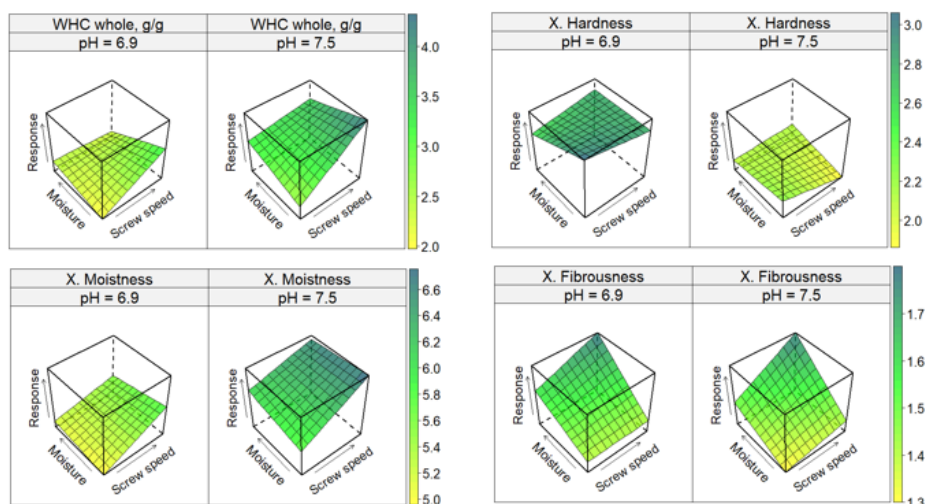 WHC whole, g/g
WHC whole, g/g
pH = 6.9
pH = 7.5
Response
Moisture
Screw speed
Response
Moisture
Screw speed
4.0
3.5
3.0
2.5
2.0
X. Hardness
X. Hardness
pH = 6.9
pH = 7.5
Response
Moisture
Screw speed
Response
Moisture
Screw speed
3.0
2.8
2.6
2.4
2.2
2.0
X. Moistness
X. Moistness
pH = 6.9
pH = 7.5
Response
Moisture
Screw speed
Response
Moisture
Screw speed
6.6
6.4
6.2
6.0
5.8
5.6
5.4
5.2
5.0
X. Fibrousness
X. Fibrousness
pH = 6.9
pH = 7.5
Response
Moisture
Screw speed
Response
Moisture
Screw speed
1.7
1.6
1.5
1.4
1.3